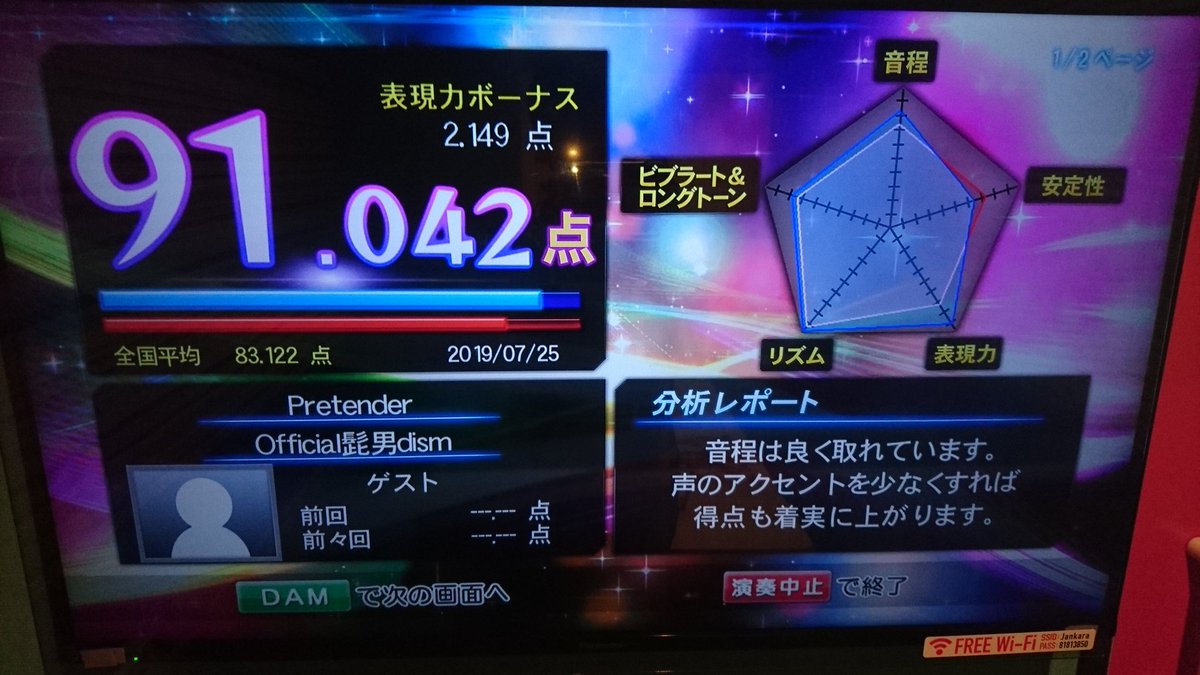 1/2ページ
表現力ボーナス
2.149 点
91.042点
全国平均 83.122 点 2019/07/25
音程
ビブラート&
ロングトーン
安定性
リズム
表現力
Pretender
Official髭男dism
ゲスト
前回 ---.--- 点
前々回 ---.--- 点
分析レポート
音程は良く取れています。
声のアクセントを少なくすれば
得点も着実に上がります。
DAM で次の画面へ
演奏中止 で終了
FREE Wi-Fi
SSID:Jankara
PASS:81813850